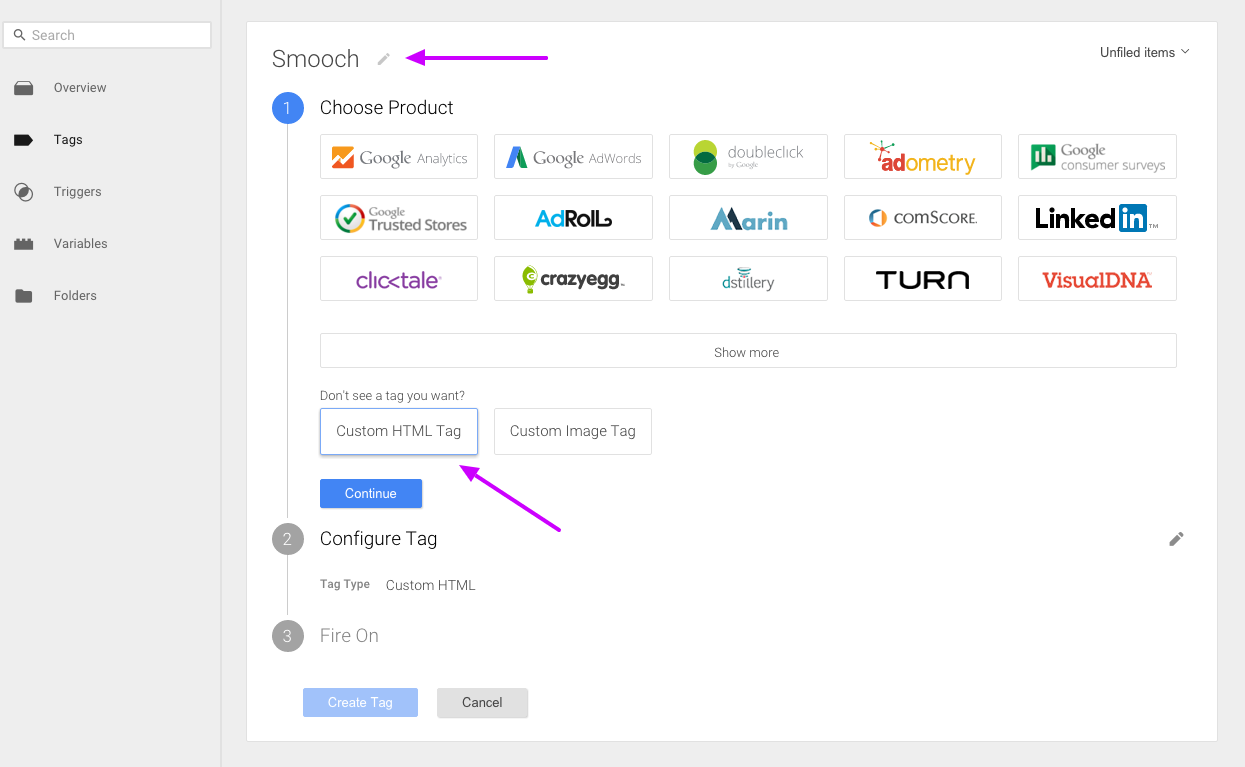 Search
Overview
Tags
Triggers
Variables
Folders
Smooch
Unfiled items
1 Choose Product
Google Analytics
Google AdWords
doubleclick
by Google
adometry
Google
consumer surveys
Google
Trusted Stores
AdRoll
Marin
comScore.
Linked in TM
clicktale
crazyegg
dstillery
TURN
VisualDNA
Show more
Don't see a tag you want?
Custom HTML Tag
Custom Image Tag
Continue
2 Configure Tag
Tag Type Custom HTML
3 Fire On
Create Tag
Cancel